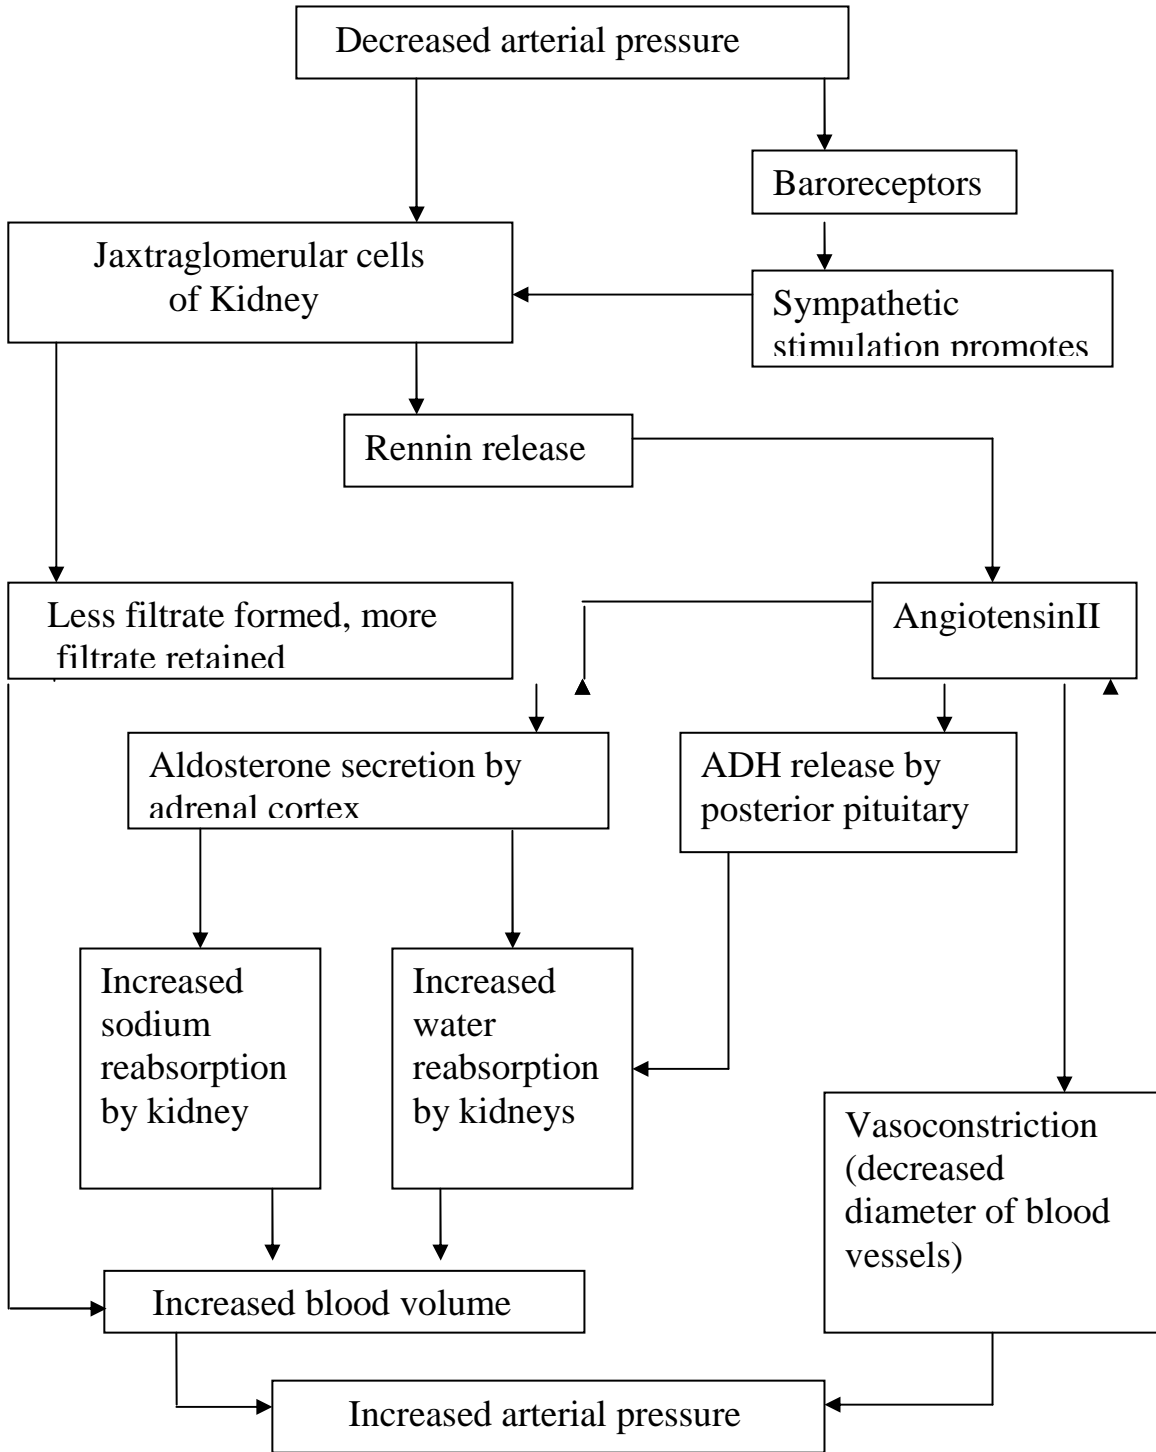 Decreased arterial pressure
Baroreceptors
Jaxtraglomerular cells
of Kidney
Sympathetic
stimulation promotes
Rennin release
Less filtrate formed, more
filtrate retained
AngiotensinII
Aldosterone secretion by
adrenal cortex
ADH release by
posterior pituitary
Increased
sodium
reabsorption
by kidney
Increased
water
reabsorption
by kidneys
Vasoconstriction
(decreased
diameter of blood
vessels)
Increased blood volume
Increased arterial pressure